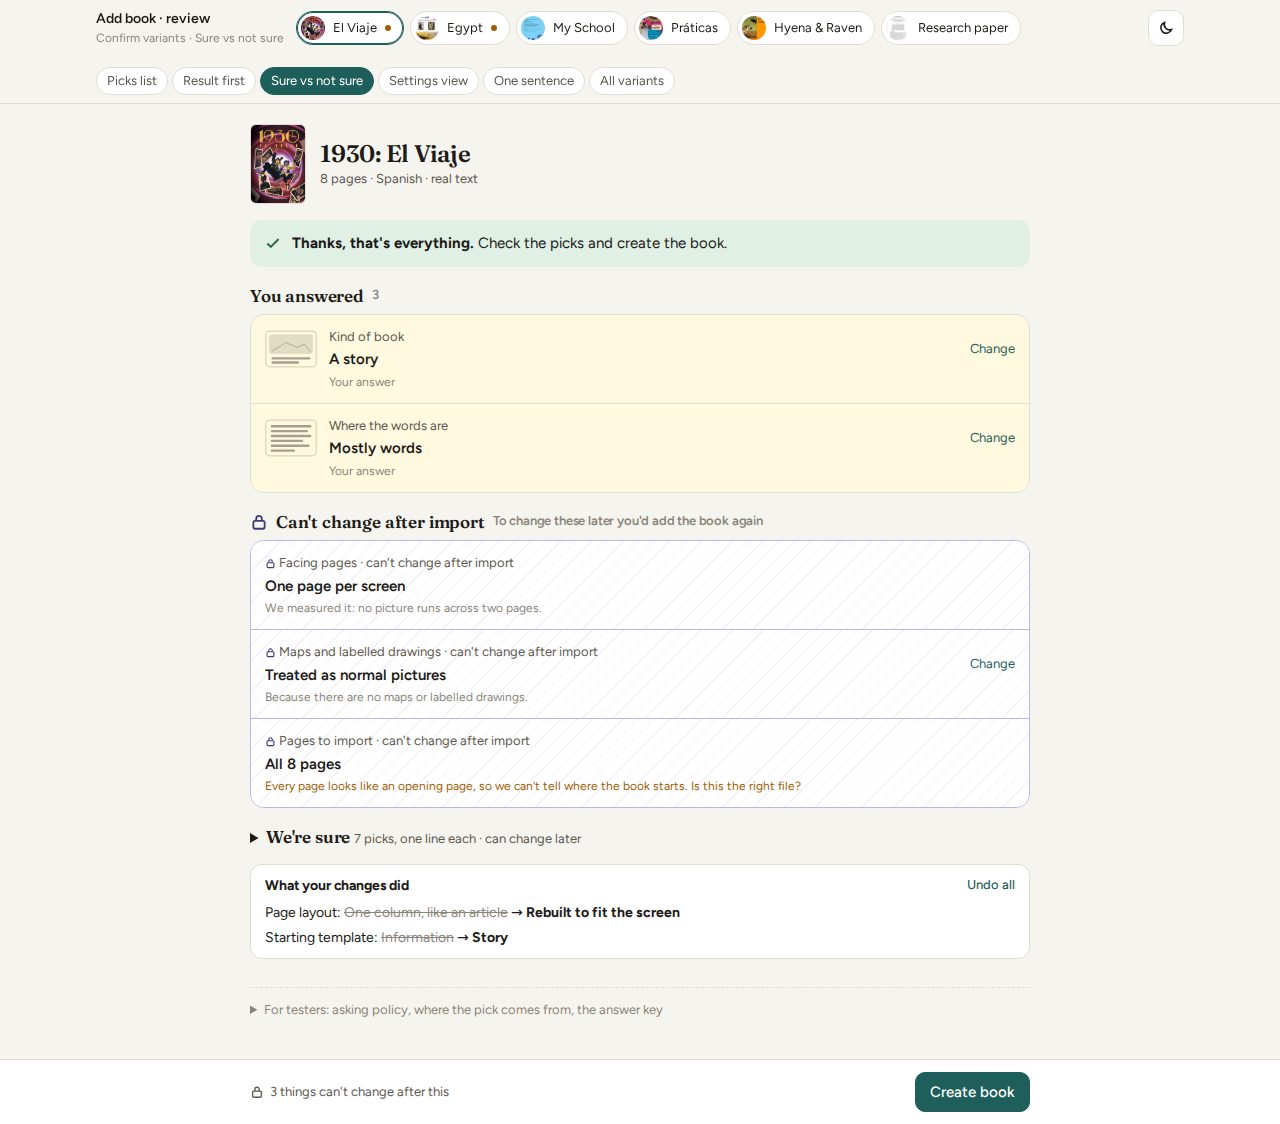 Add book · review
Confirm variants · Sure vs not sure
El Viaje
Egypt
My School
Práticas
Hyena & Raven
Research paper
Picks list
Result first
Sure vs not sure
Settings view
One sentence
All variants
1930
1930: El Viaje
8 pages · Spanish · real text
Thanks, that's everything. Check the picks and create the book.
You answered 3
Kind of book
A story
Your answer
Change
Where the words are
Mostly words
Your answer
Change
Can't change after import To change these later you'd add the book again
Facing pages · can't change after import
One page per screen
We measured it: no picture runs across two pages.
Maps and labelled drawings · can't change after import
Treated as normal pictures
Because there are no maps or labelled drawings.
Change
Pages to import · can't change after import
All 8 pages
Every page looks like an opening page, so we can't tell where the book starts. Is this the right file?
We're sure 7 picks, one line each · can change later
What your changes did
Undo all
Page layout: One column, like an article → Rebuilt to fit the screen
Starting template: Information → Story
For testers: asking policy, where the pick comes from, the answer key
3 things can't change after this
Create book